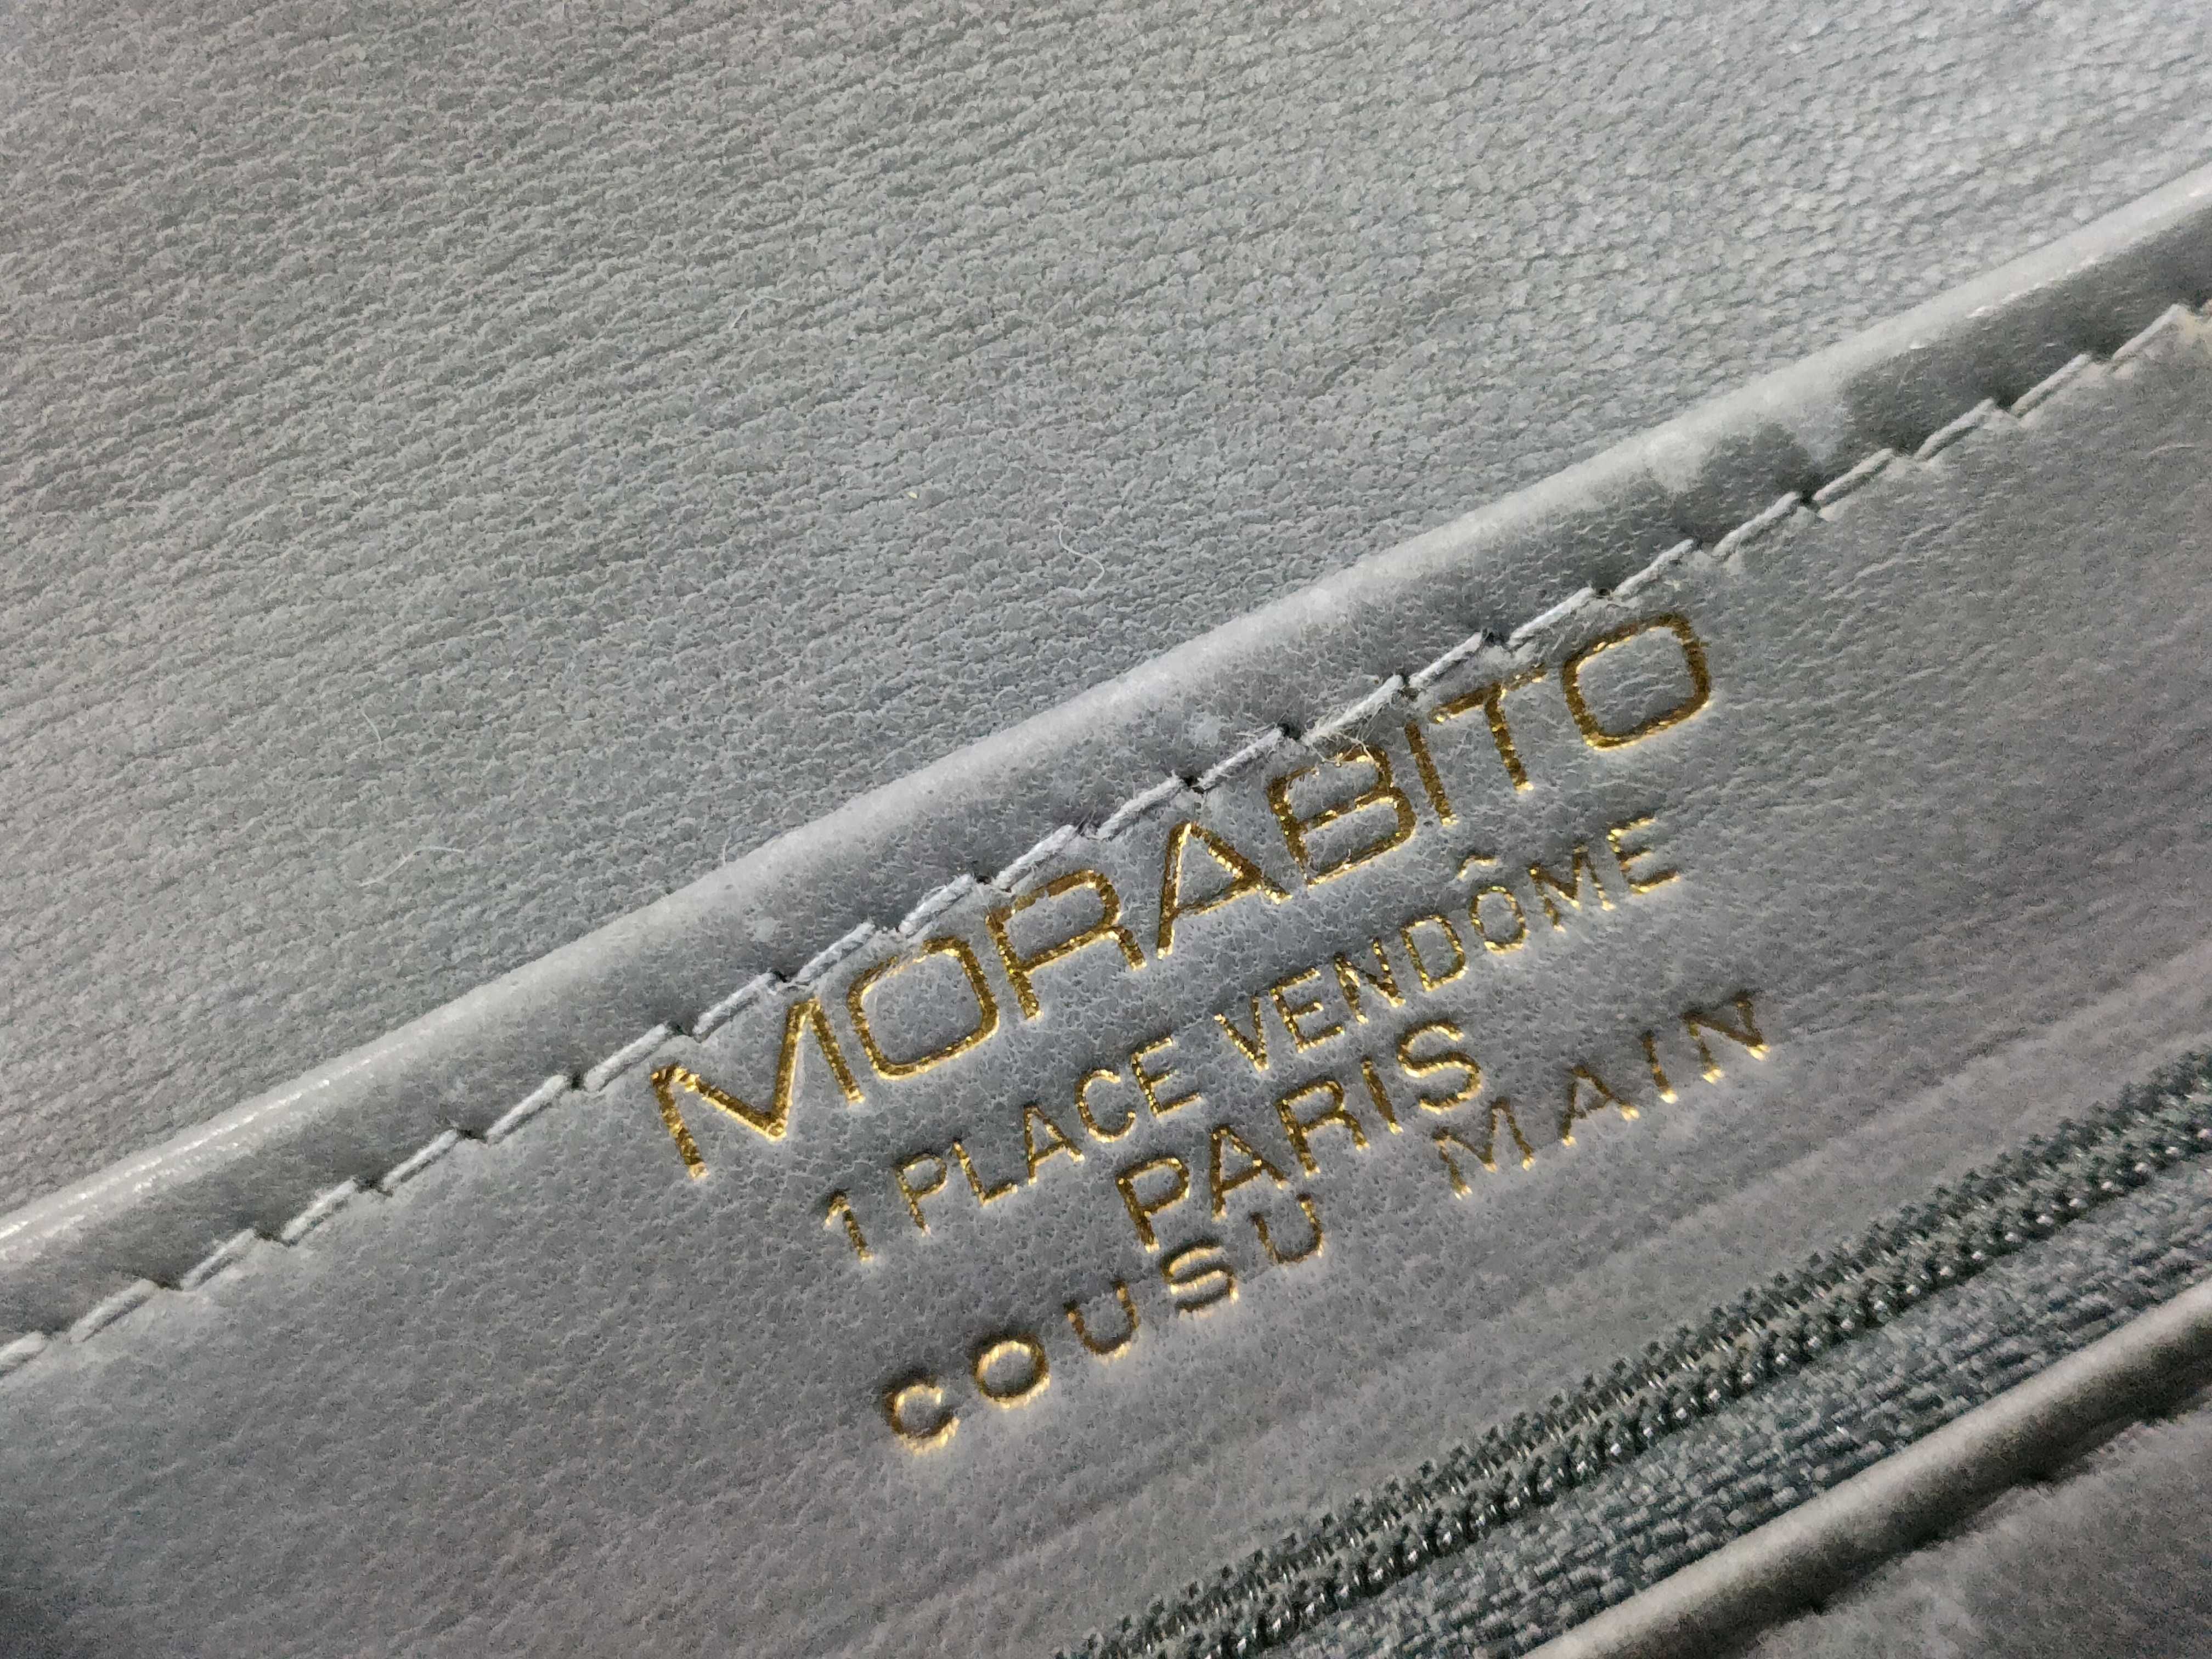 MORABITO
1 PLACE VENDÔME
PARIS
COUSU MAIN